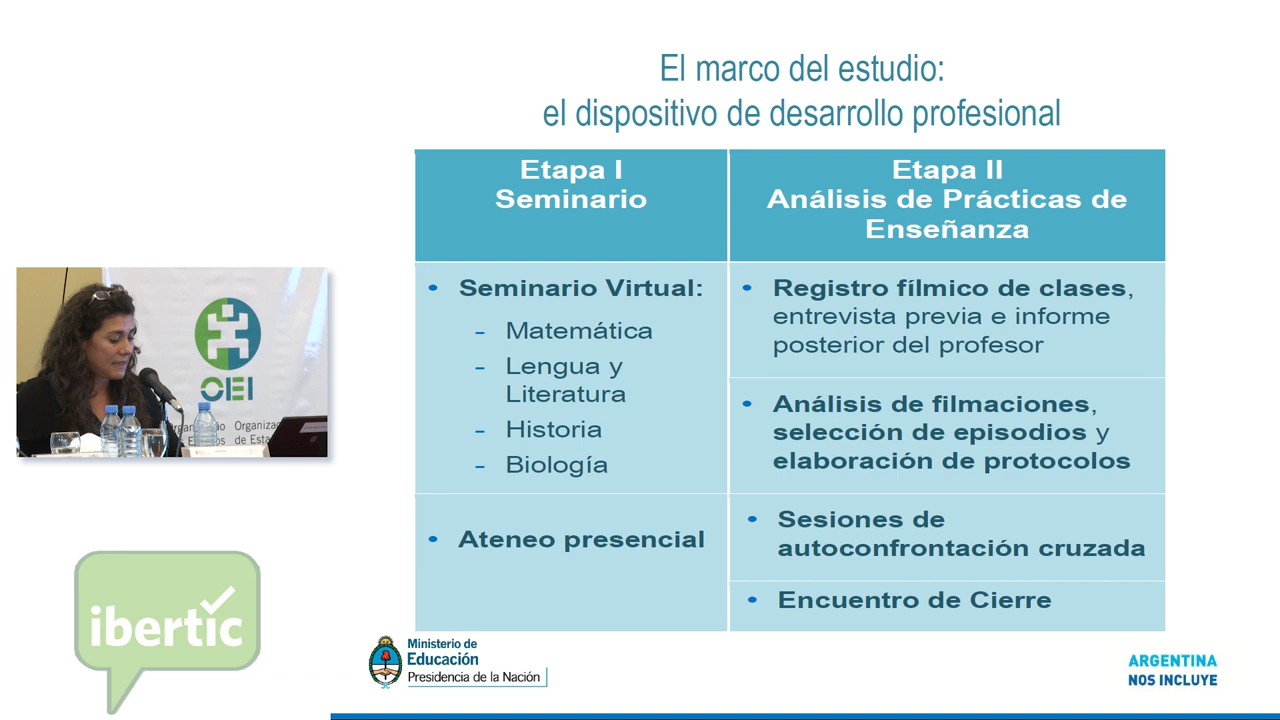 El marco del estudio:
el dispositivo de desarrollo profesional
Etapa I
Seminario
Etapa II
Análisis de Prácticas de
Enseñanza
• Seminario Virtual:
- Matemática
- Lengua y
Literatura
- Historia
- Biología
• Ateneo presencial
• Registro fílmico de clases,
entrevista previa e informe
posterior del profesor
• Análisis de filmaciones,
selección de episodios y
elaboración de protocolos
• Sesiones de
autoconfrontación cruzada
• Encuentro de Cierre
OEI
Organiza
de Esta
ibertic
Ministerio de
Educación
Presidencia de la Nación
ARGENTINA
NOS INCLUYE